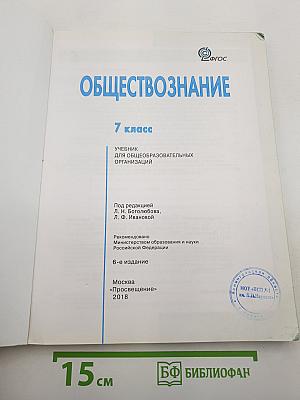 ФГОС
ОБЩЕСТВОЗНАНИЕ
7 класс
УЧЕБНИК
ДЛЯ ОБЩЕОБРАЗОВАТЕЛЬНЫХ
ОРГАНИЗАЦИЙ
Под редакцией
Л. Н. Боголюбова,
Л. Ф. Ивановой
Рекомендовано
Министерством образования и науки
Российской Федерации
6-е издание
Москва
«Просвещение»
2018
15 см
БФ БИБЛИОФАН